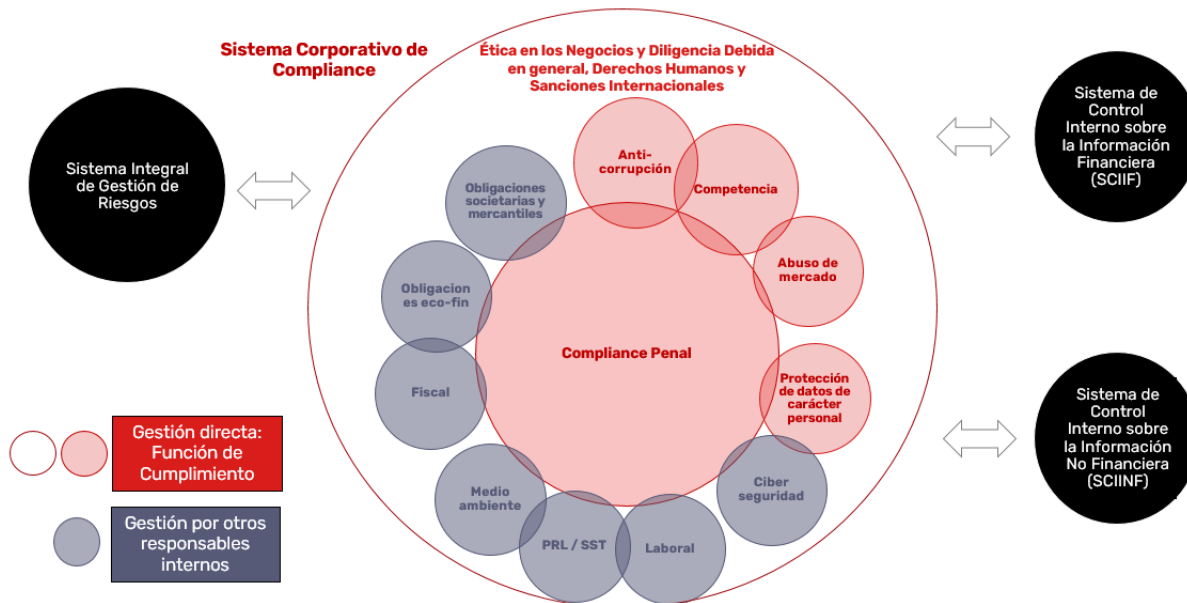 Sistema Corporativo de
Compliance
Ética en los Negocios y Diligencia Debida
en general, Derechos Humanos y
Sanciones Internacionales
Sistema Integral
de Gestión de
Riesgos
Sistema de
Control
Interno sobre
la Información
Financiera
(SCIIF)
Anti-
corrupción
Competencia
Obligaciones
societarias y
mercantiles
Abuso de
mercado
Obligacion
es eco-fin
Compliance Penal
Fiscal
Protección
de datos de
carácter
personal
Sistema de
Control
Interno sobre
la Información
No Financiera
(SCIINF)
Gestión directa:
Función de
Cumplimiento
Medio
ambiente
Ciber
seguridad
PRL / SST
Laboral
Gestión por otros
responsables
internos